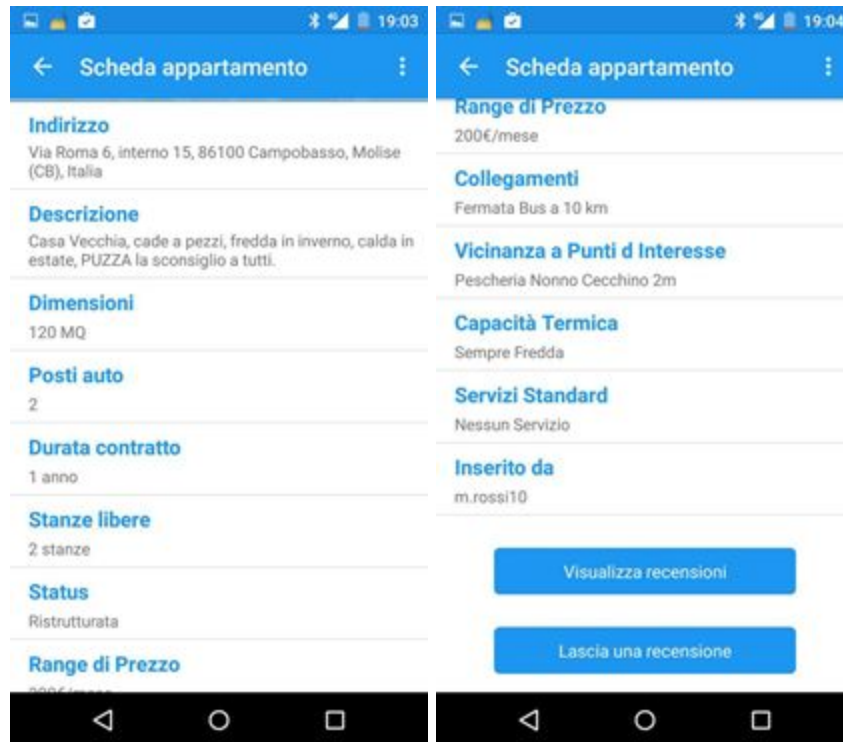 19:03
Scheda appartamento
Indirizzo
Via Roma 6, interno 15, 86100 Campobasso, Molise
(CB), Italia
Descrizione
Casa Vecchia, cade a pezzi, fredda in inverno, calda in
estate, PUZZA la sconsiglio a tutti.
Dimensioni
120 MQ
Posti auto
2
Durata contratto
1 anno
Stanze libere
2 stanze
Status
Ristrutturata
Range di Prezzo
19:04
Scheda appartamento
Range di Prezzo
200€/mese
Collegamenti
Fermata Bus a 10 km
Vicinanza a Punti d Interesse
Pescheria Nonno Cecchino 2m
Capacità Termica
Sempre Fredda
Servizi Standard
Nessun Servizio
Inserito da
m.rossi10
Visualizza recensioni
Lascia una recensione